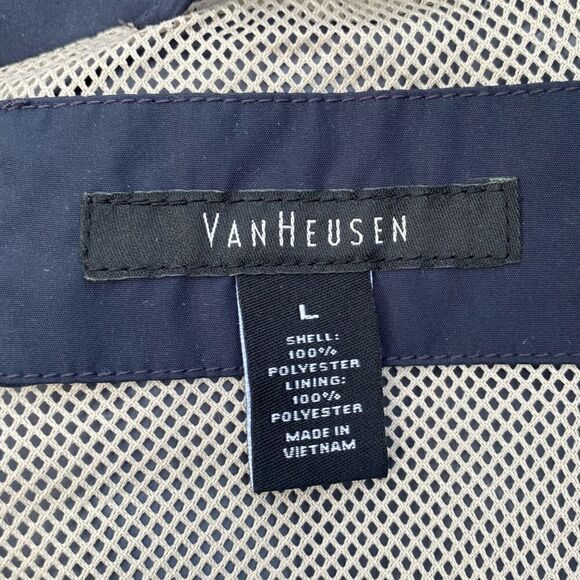 VANHEUSEN
L
SHELL:
100%
POLYESTER
LINING:
100%
POLYESTER
MADE IN
VIETNAM